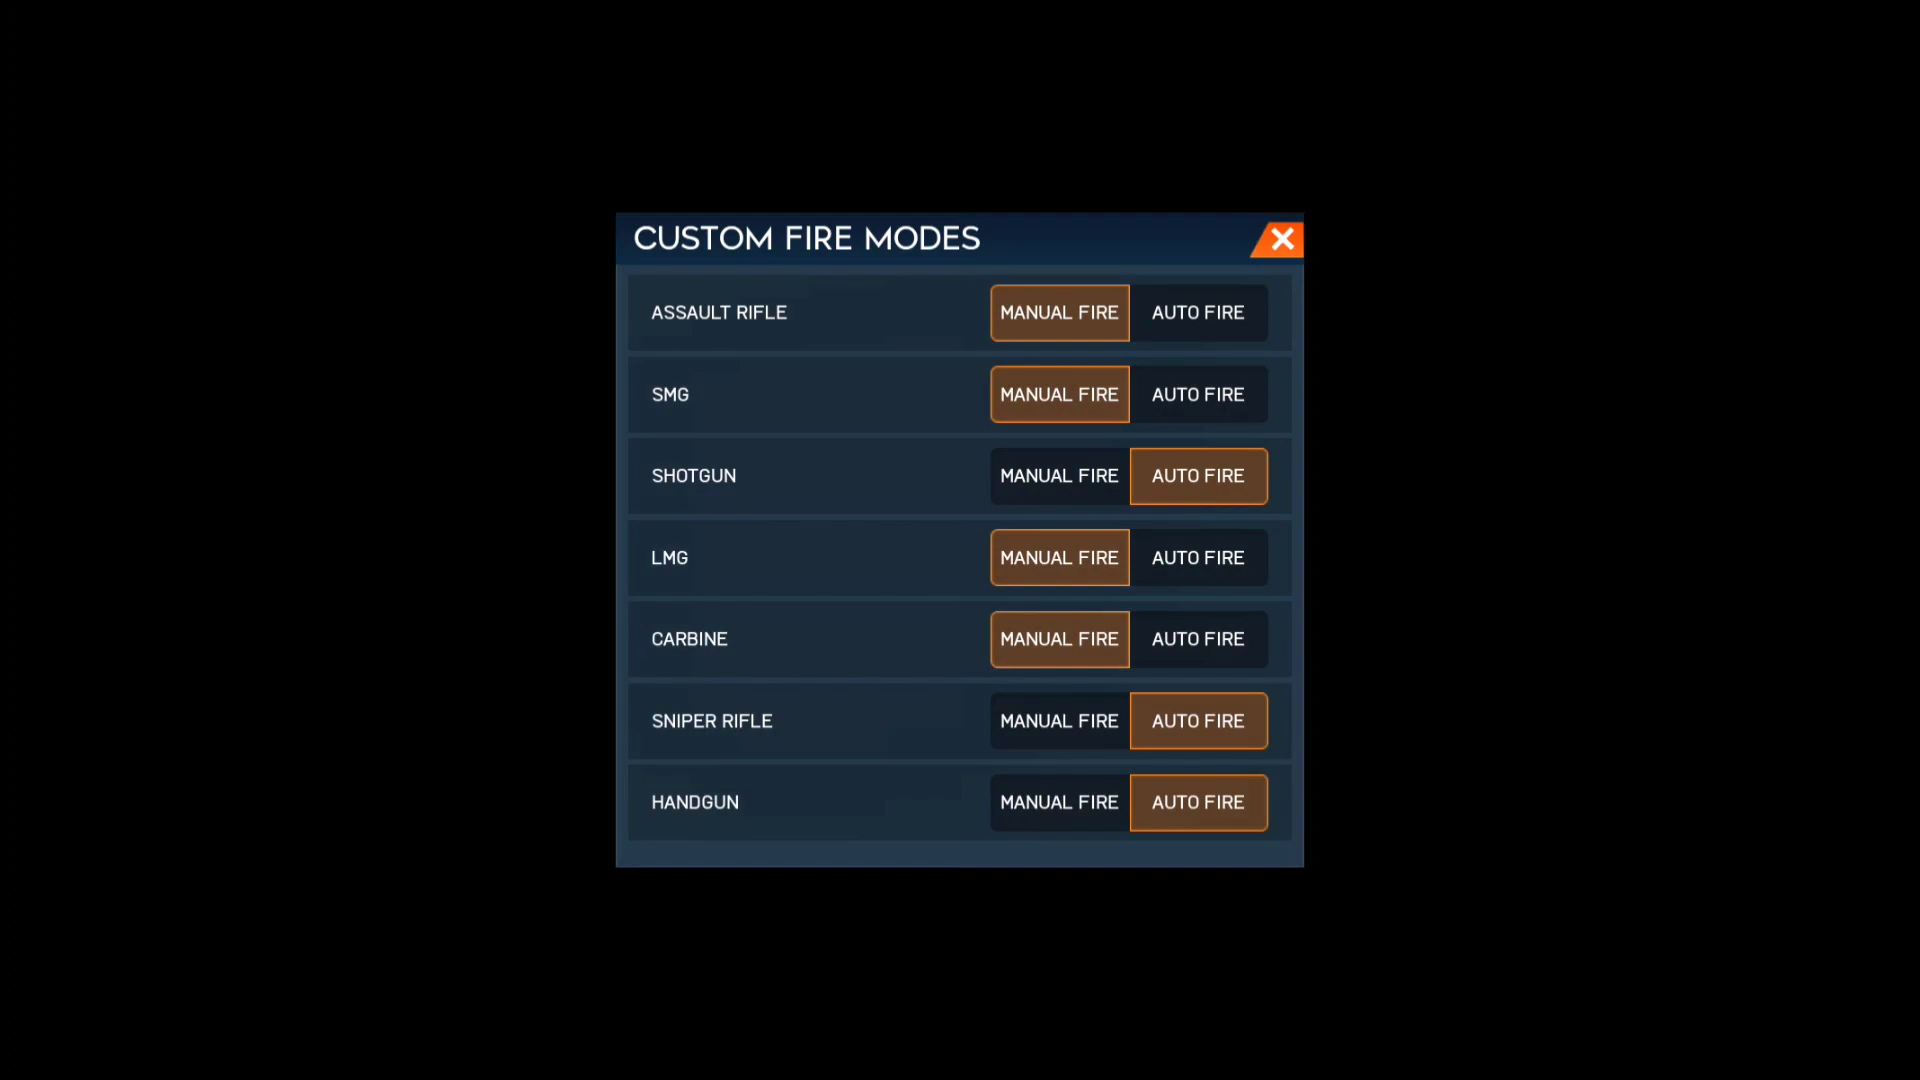 CUSTOM FIRE MODES
ASSAULT RIFLE MANUAL FIRE AUTO FIRE
SMG MANUAL FIRE AUTO FIRE
SHOTGUN MANUAL FIRE AUTO FIRE
LMG MANUAL FIRE AUTO FIRE
CARBINE MANUAL FIRE AUTO FIRE
SNIPER RIFLE MANUAL FIRE AUTO FIRE
HANDGUN MANUAL FIRE AUTO FIRE